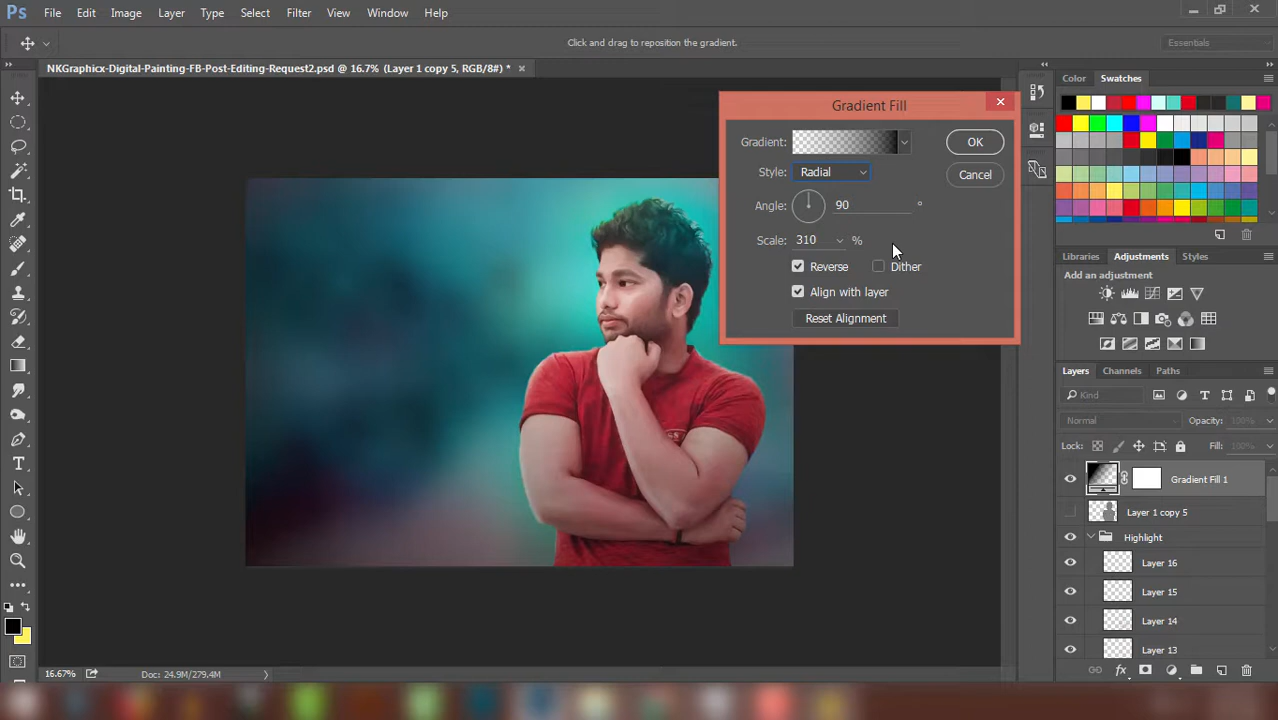 Ps File Edit Image Layer Type Select Filter View Window Help
Click and drag to reposition the gradient.
Essentials
NKGraphicx-Digital-Painting-FB-Post-Editing-Request2.psd @ 16.7% (Layer 1 copy 5, RGB/8#) *
Color Swatches
Gradient Fill
Gradient:
OK
Style: Radial
Cancel
Angle: 90 °
Scale: 310 %
Reverse Dither
Align with layer
Reset Alignment
Libraries Adjustments Styles
Add an adjustment
Layers Channels Paths
Kind
Normal Opacity: 100%
Lock: Fill: 100%
Gradient Fill 1
Layer 1 copy 5
Highlight
Layer 16
Layer 15
Layer 14
Layer 13
16.67% Doc: 24.9M/279.4M